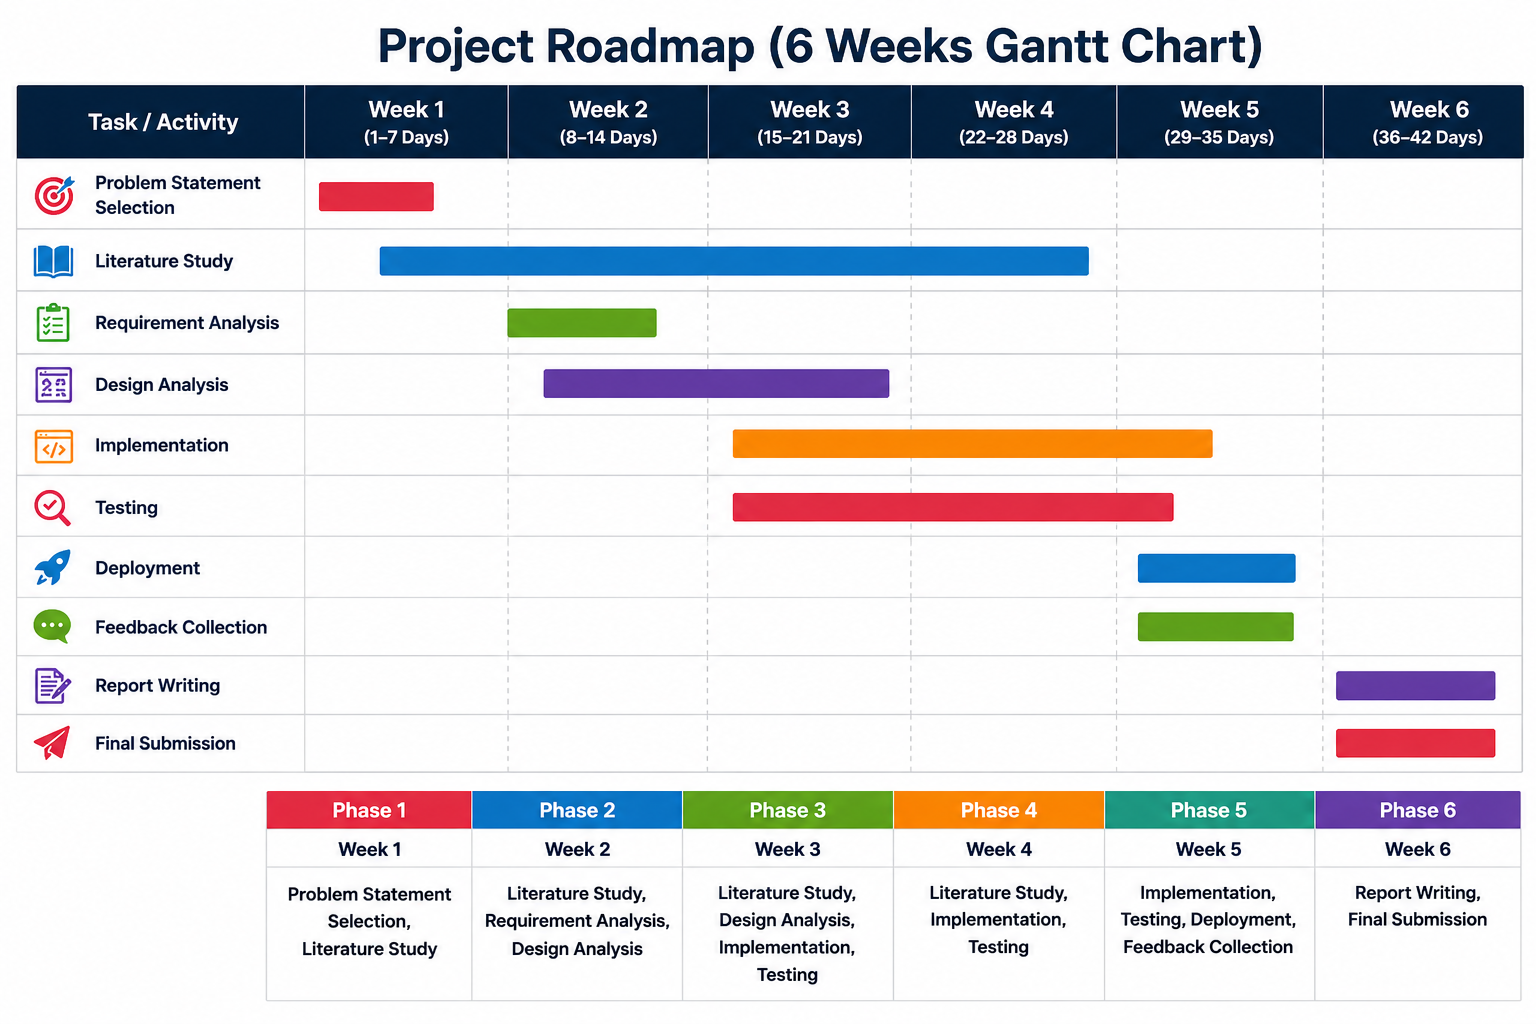 Project Roadmap (6 Weeks Gantt Chart)
Task / Activity
Week 1
(1–7 Days)
Week 2
(8–14 Days)
Week 3
(15–21 Days)
Week 4
(22–28 Days)
Week 5
(29–35 Days)
Week 6
(36–42 Days)
Problem Statement
Selection
Literature Study
Requirement Analysis
Design Analysis
Implementation
Testing
Deployment
Feedback Collection
Report Writing
Final Submission
Phase 1
Week 1
Problem Statement
Selection,
Literature Study
Phase 2
Week 2
Literature Study,
Requirement Analysis,
Design Analysis
Phase 3
Week 3
Literature Study,
Design Analysis,
Implementation,
Testing
Phase 4
Week 4
Literature Study,
Implementation,
Testing
Phase 5
Week 5
Implementation,
Testing, Deployment,
Feedback Collection
Phase 6
Week 6
Report Writing,
Final Submission